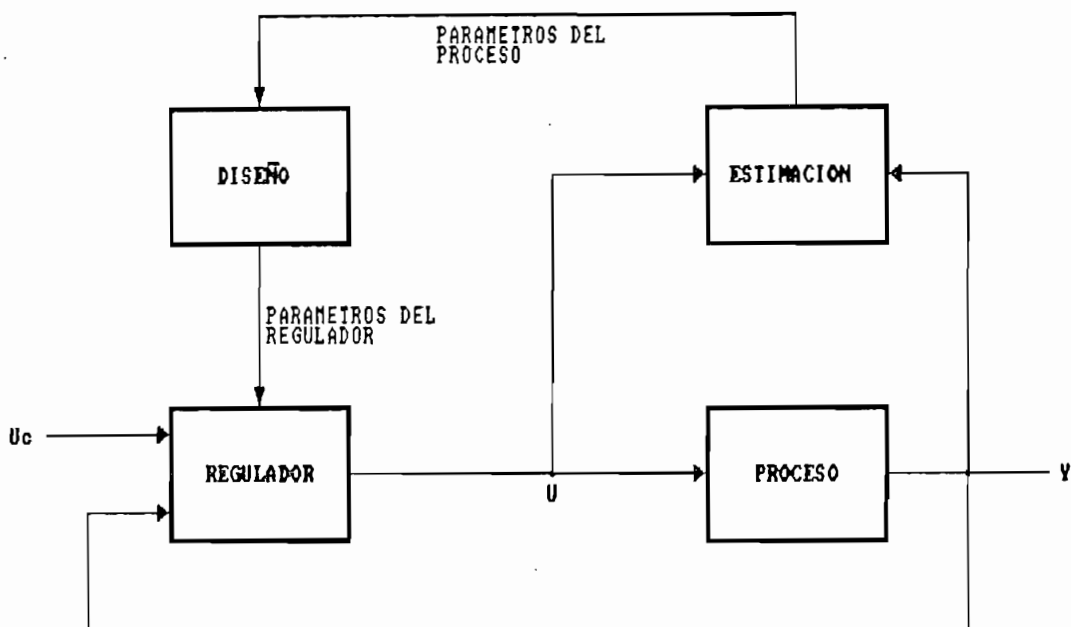 PARAMETROS DEL
PROCESO
DISEÑO
ESTIMACION
PARAMETROS DEL
REGULADOR
Uc
REGULADOR
U
PROCESO
Y